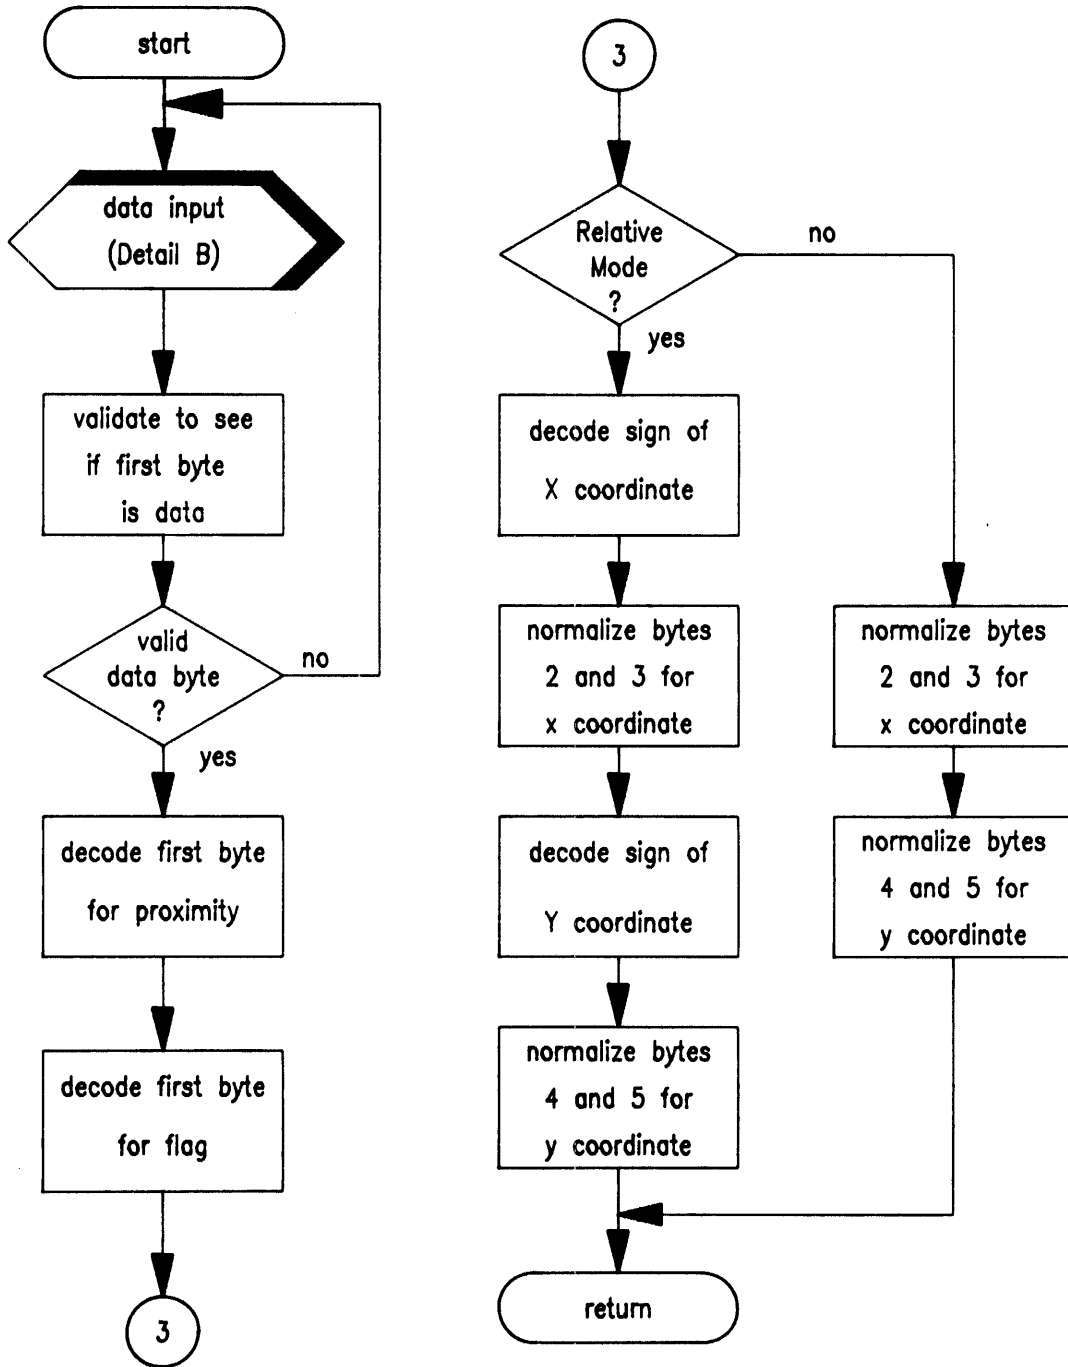 start
data input
(Detail B)
validate to see
if first byte
is data
valid
data byte
?
no
yes
decode first byte
for proximity
decode first byte
for flag
3
3
Relative
Mode
?
no
yes
decode sign of
X coordinate
normalize bytes
2 and 3 for
x coordinate
decode sign of
Y coordinate
normalize bytes
4 and 5 for
y coordinate
normalize bytes
2 and 3 for
x coordinate
normalize bytes
4 and 5 for
y coordinate
return